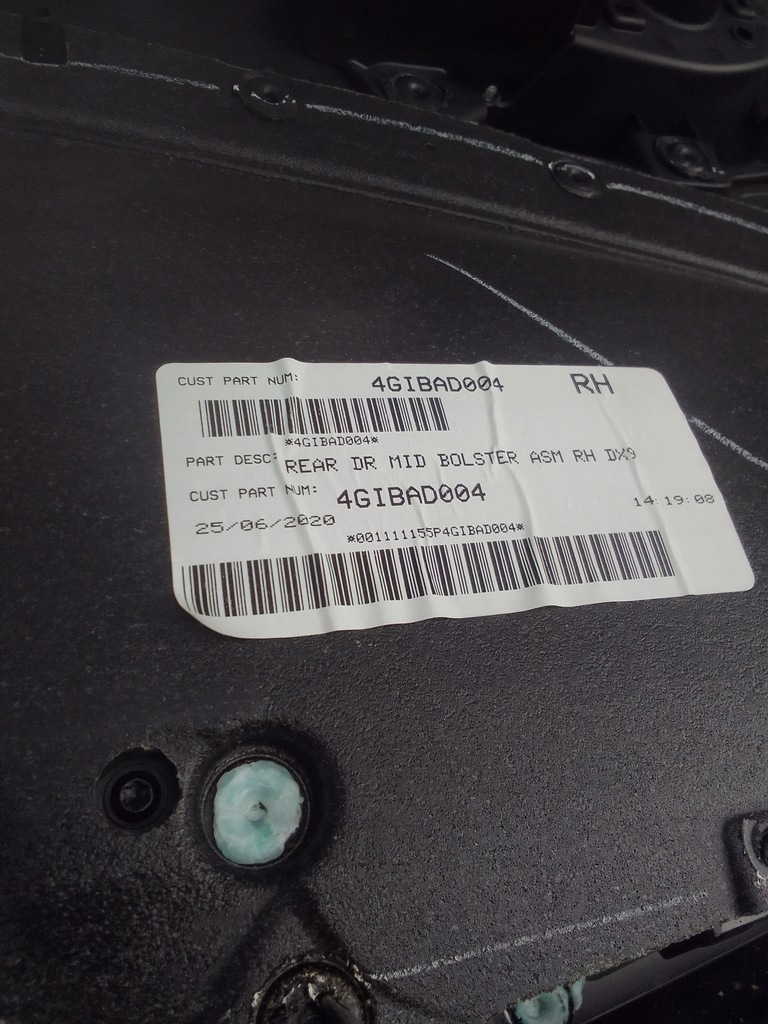 CUST PART NUM: 4GIBAD004 RH
*4GIBAD004*
PART DESC: REAR DR MID BOLSTER ASM RH DX9
CUST PART NUM: 4GIBAD004
25/06/2020 14:19:08
*001111155P4GIBAD004*